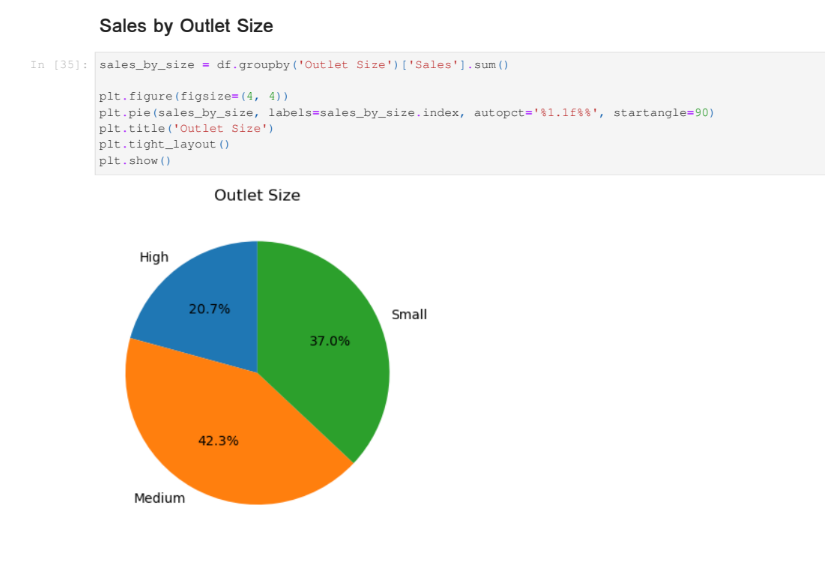 Sales by Outlet Size
In [35]: sales_by_size = df.groupby('Outlet Size')['Sales'].sum()
plt.figure(figsize=(4, 4))
plt.pie(sales_by_size, labels=sales_by_size.index, autopct='%1.1f%%', startangle=90)
plt.title('Outlet Size')
plt.tight_layout()
plt.show()
Outlet Size
High
20.7%
Small
37.0%
42.3%
Medium